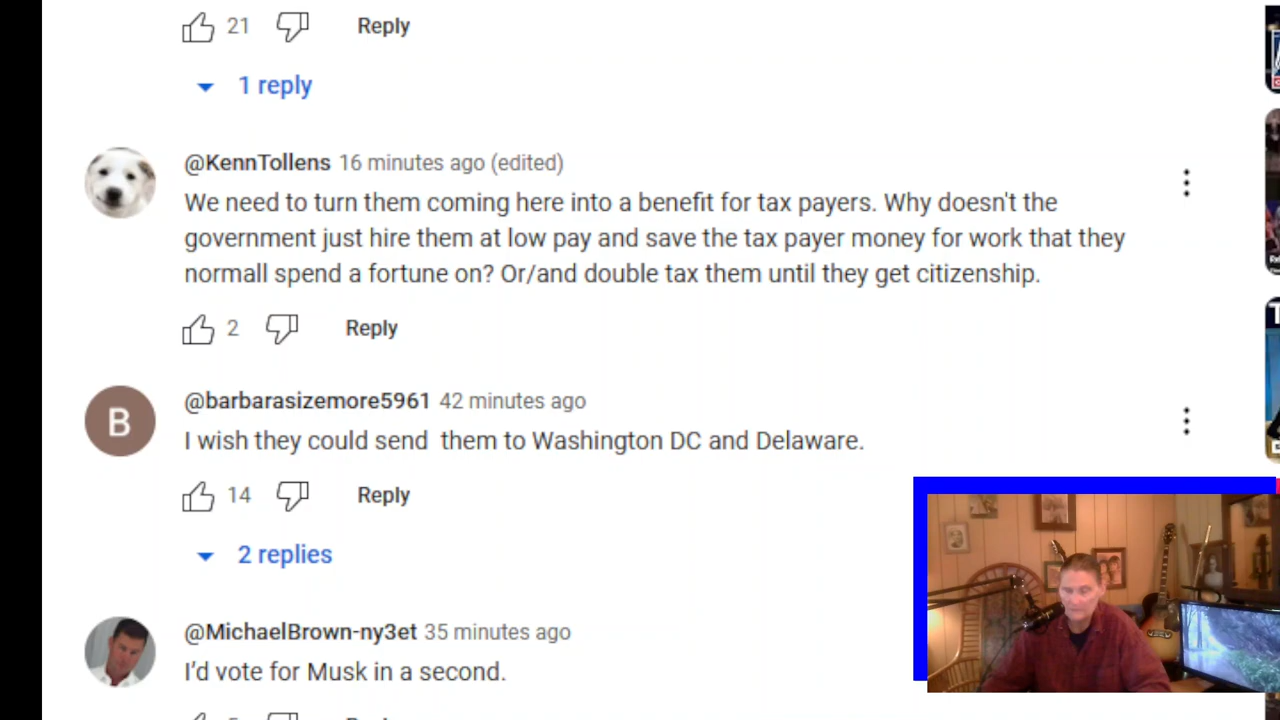 21 Reply
1 reply
@KennTollens 16 minutes ago (edited)
We need to turn them coming here into a benefit for tax payers. Why doesn't the
government just hire them at low pay and save the tax payer money for work that they
normall spend a fortune on? Or/and double tax them until they get citizenship.
2 Reply
@barbarasizemore5961 42 minutes ago
B
I wish they could send  them to Washington DC and Delaware.
14 Reply
2 replies
@MichaelBrown-ny3et 35 minutes ago
I'd vote for Musk in a second.